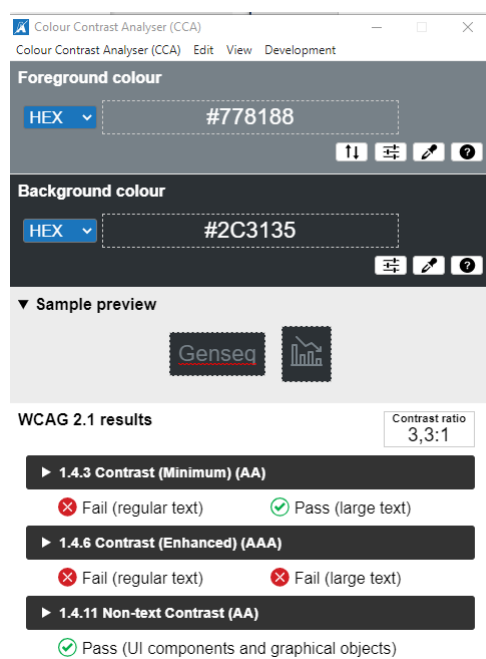 Colour Contrast Analyser (CCA)
Colour Contrast Analyser (CCA) Edit View Development
Foreground colour
HEX #778188
Background colour
HEX #2C3135
▼ Sample preview
Genseq
WCAG 2.1 results
Contrast ratio
3,3:1
▶ 1.4.3 Contrast (Minimum) (AA)
Fail (regular text) Pass (large text)
▶ 1.4.6 Contrast (Enhanced) (AAA)
Fail (regular text) Fail (large text)
▶ 1.4.11 Non-text Contrast (AA)
Pass (UI components and graphical objects)